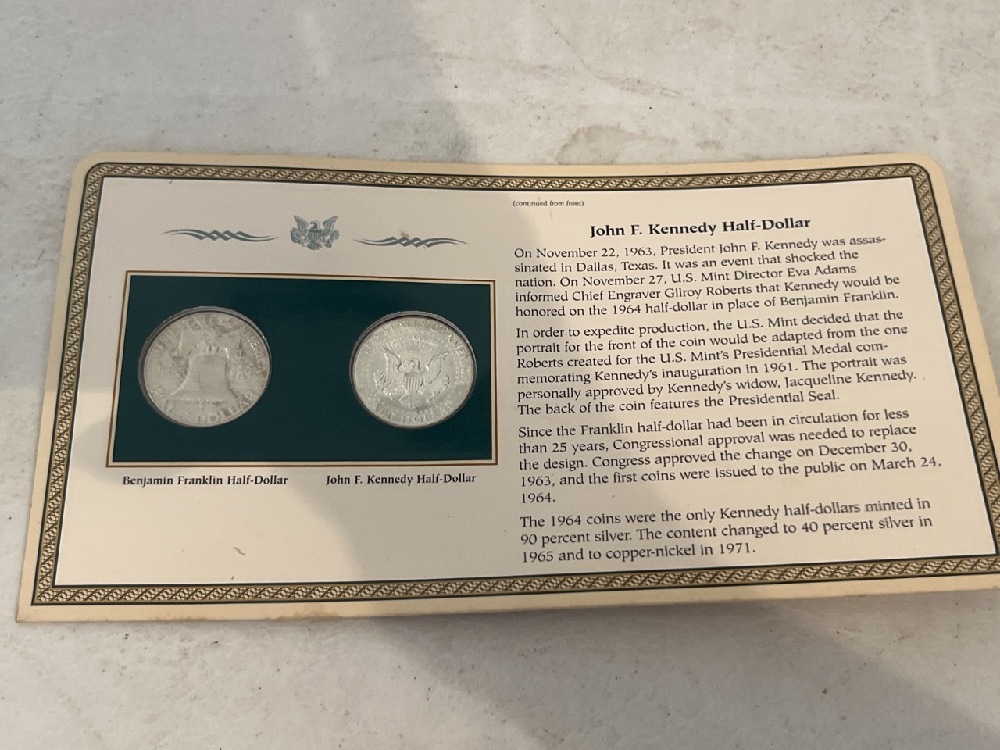 (continued from front)
John F. Kennedy Half-Dollar
On November 22, 1963, President John F. Kennedy was assas-
sinated in Dallas, Texas. It was an event that shocked the
nation. On November 27, U.S. Mint Director Eva Adams
informed Chief Engraver Gilroy Roberts that Kennedy would be
honored on the 1964 half-dollar in place of Benjamin Franklin.
In order to expedite production, the U.S. Mint decided that the
portrait for the front of the coin would be adapted from the one
Roberts created for the U.S. Mint's Presidential Medal com-
memorating Kennedy's inauguration in 1961. The portrait was
personally approved by Kennedy's widow, Jacqueline Kennedy.
The back of the coin features the Presidential Seal.
Since the Franklin half-dollar had been in circulation for less
than 25 years, Congressional approval was needed to replace
the design. Congress approved the change on December 30,
1963, and the first coins were issued to the public on March 24,
1964.
The 1964 coins were the only Kennedy half-dollars minted in
90 percent silver. The content changed to 40 percent silver in
1965 and to copper-nickel in 1971.
HALF DOLLAR
Benjamin Franklin Half-Dollar
John F. Kennedy Half-Dollar